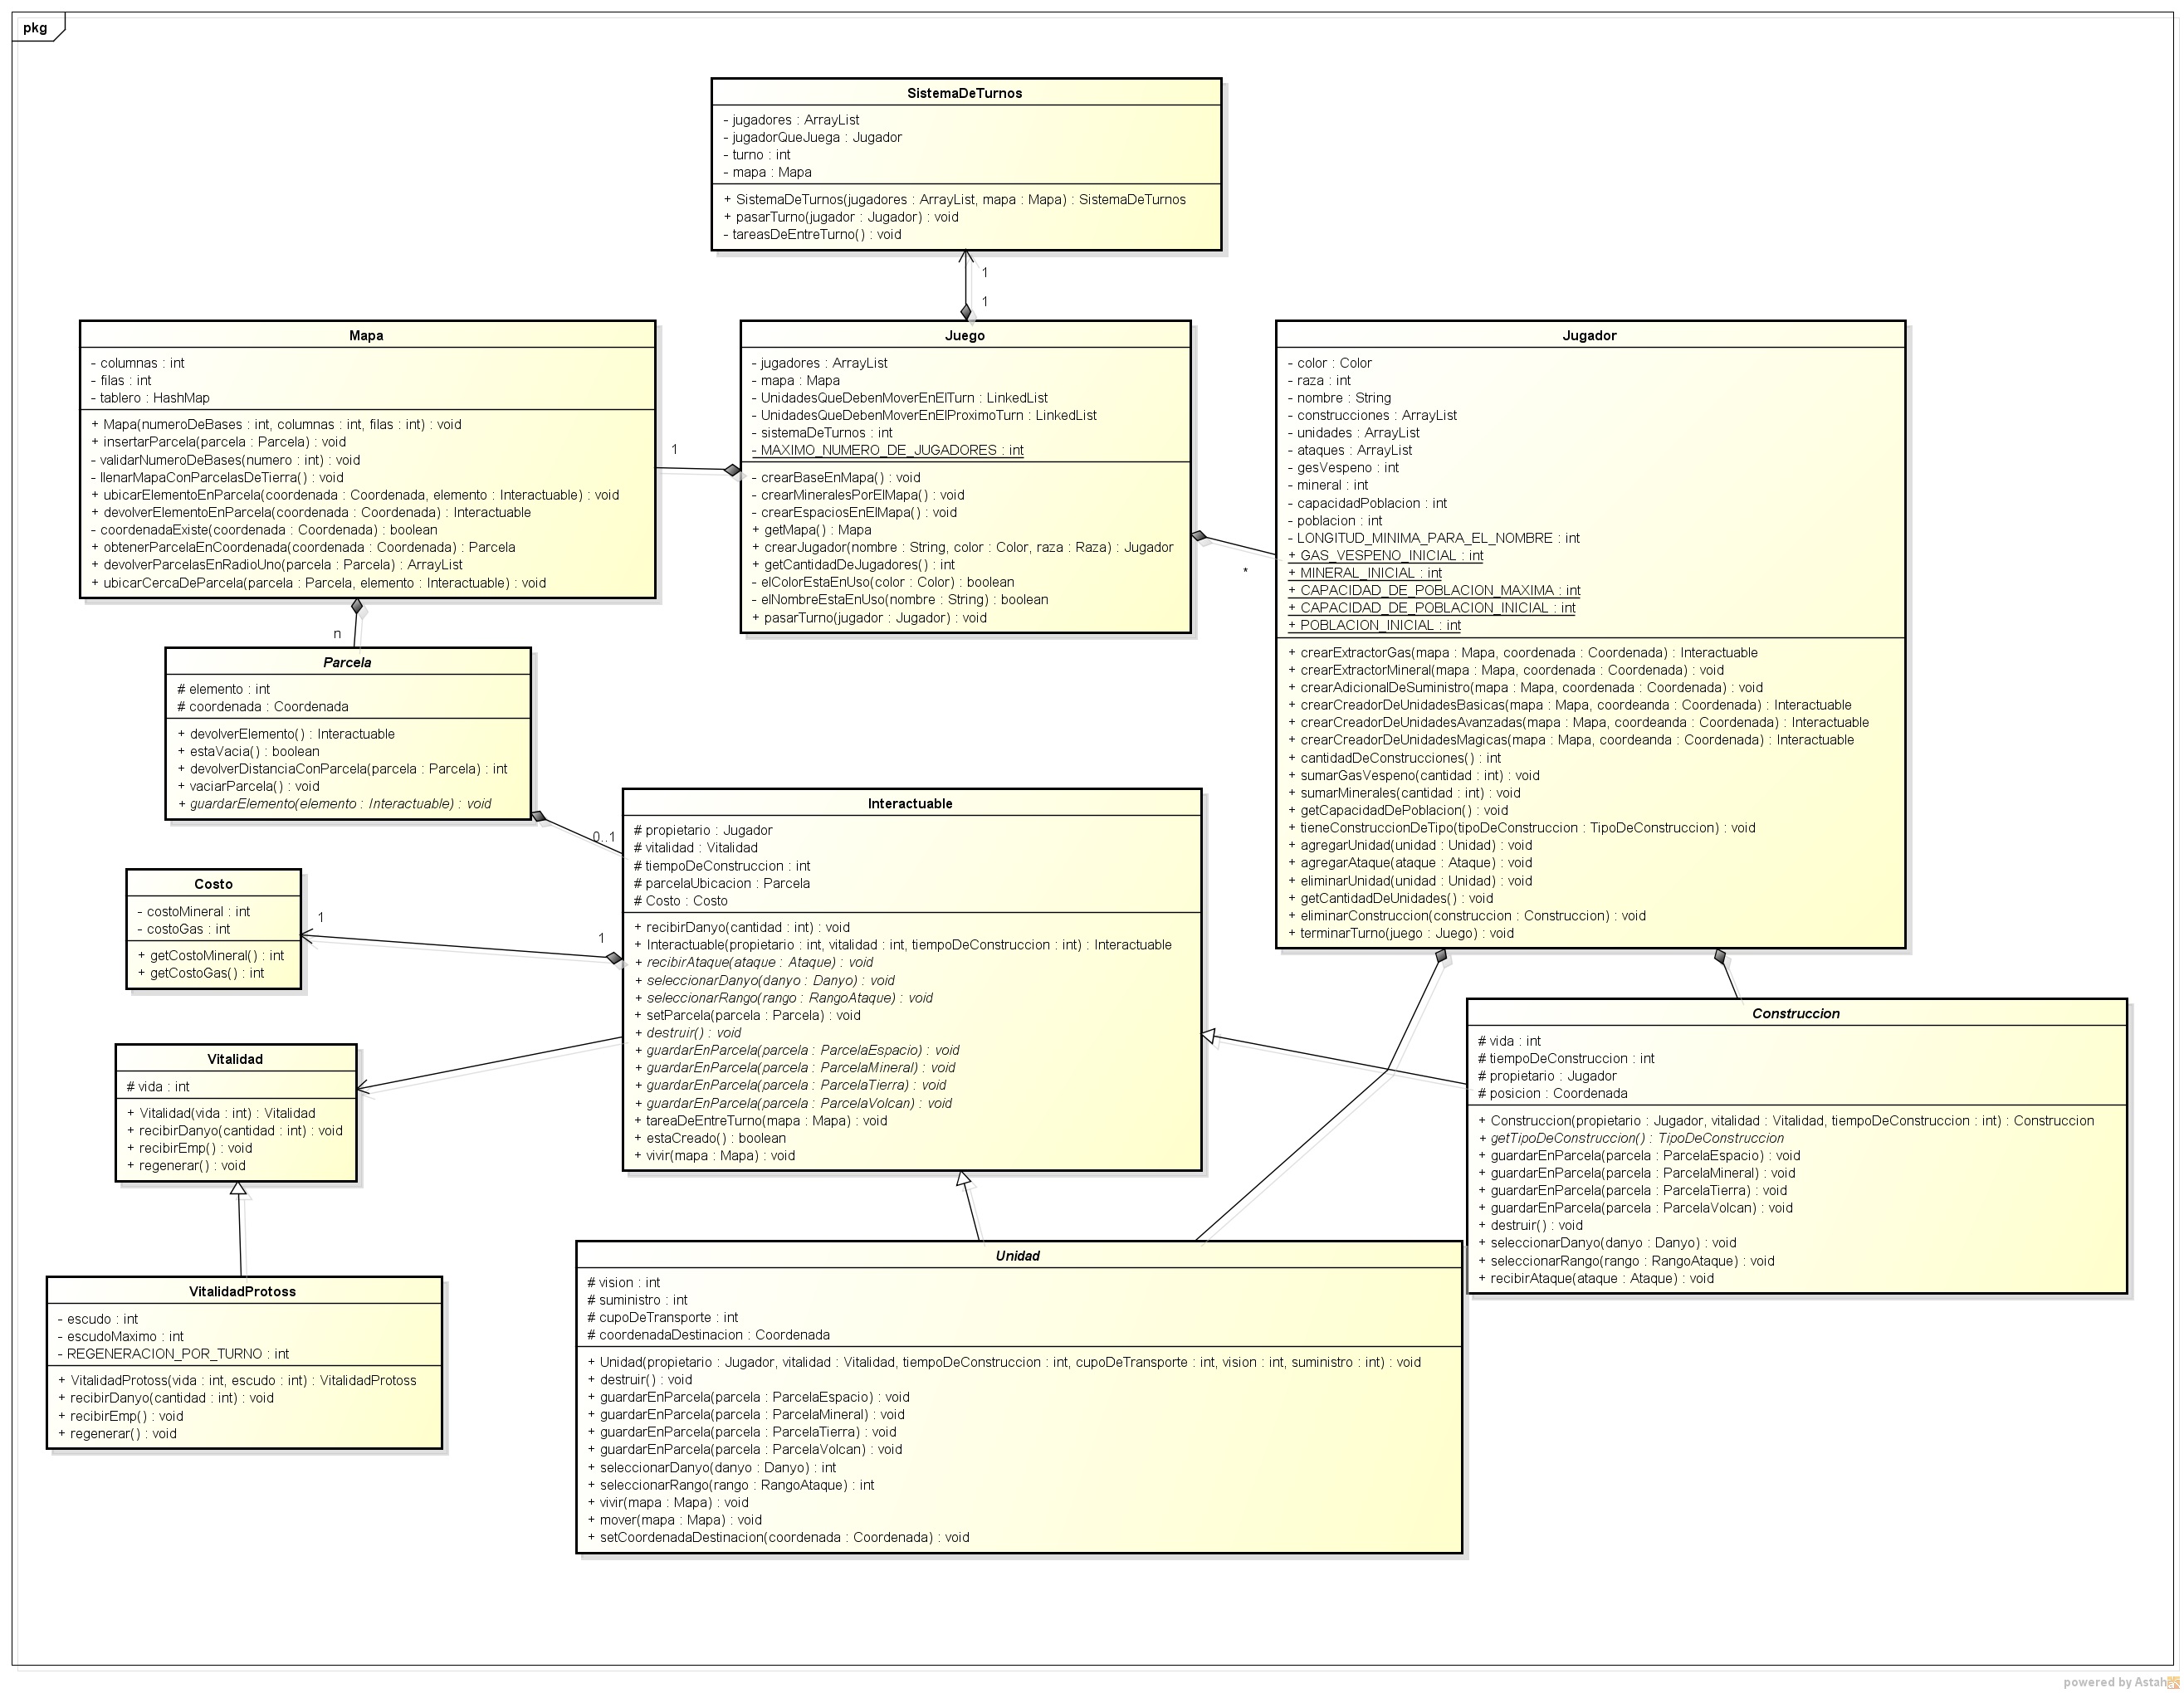 pkg
SistemaDeTurnos
- jugadores : ArrayList
- jugadorQueJuega : Jugador
- turno : int
- mapa : Mapa
+ SistemaDeTurnos(jugadores : ArrayList, mapa : Mapa) : SistemaDeTurnos
+ pasarTurno(jugador : Jugador) : void
- tareasDeEntreTurno() : void
1
1
Mapa
- columnas : int
- filas : int
- tablero : HashMap
+ Mapa(numeroDeBases : int, columnas : int, filas : int) : void
+ insertarParcela(parcela : Parcela) : void
- validarNumeroDeBases(numero : int) : void
- llenarMapaConParcelasDeTierra() : void
+ ubicarElementoEnParcela(coordenada : Coordenada, elemento : Interactuable) : void
+ devolverElementoEnParcela(coordenada : Coordenada) : Interactuable
- coordenadaExiste(coordenada : Coordenada) : boolean
+ obtenerParcelaEnCoordenada(coordenada : Coordenada) : Parcela
+ devolverParcelasEnRadioUno(parcela : Parcela) : ArrayList
+ ubicarCercaDeParcela(parcela : Parcela, elemento : Interactuable) : void
1
Juego
- jugadores : ArrayList
- mapa : Mapa
- UnidadesQueDebenMoverEnElTurn : LinkedList
- UnidadesQueDebenMoverEnElProximoTurn : LinkedList
- sistemaDeTurnos : int
- MAXIMO_NUMERO_DE_JUGADORES : int
- crearBaseEnMapa() : void
- crearMineralesPorElMapa() : void
- crearEspaciosEnElMapa() : void
+ getMapa() : Mapa
+ crearJugador(nombre : String, color : Color, raza : Raza) : Jugador
+ getCantidadDeJugadores() : int
- elColorEstaEnUso(color : Color) : boolean
- elNombreEstaEnUso(nombre : String) : boolean
+ pasarTurno(jugador : Jugador) : void
*
Jugador
- color : Color
- raza : int
- nombre : String
- construcciones : ArrayList
- unidades : ArrayList
- ataques : ArrayList
- gesVespeno : int
- mineral : int
- capacidadPoblacion : int
- poblacion : int
- LONGITUD_MINIMA_PARA_EL_NOMBRE : int
+ GAS_VESPENO_INICIAL : int
+ MINERAL_INICIAL : int
+ CAPACIDAD_DE_POBLACION_MAXIMA : int
+ CAPACIDAD_DE_POBLACION_INICIAL : int
+ POBLACION_INICIAL : int
+ crearExtractorGas(mapa : Mapa, coordenada : Coordenada) : Interactuable
+ crearExtractorMineral(mapa : Mapa, coordenada : Coordenada) : void
+ crearAdicionalDeSuministro(mapa : Mapa, coordenada : Coordenada) : void
+ crearCreadorDeUnidadesBasicas(mapa : Mapa, coordeanda : Coordenada) : Interactuable
+ crearCreadorDeUnidadesAvanzadas(mapa : Mapa, coordeanda : Coordenada) : Interactuable
+ crearCreadorDeUnidadesMagicas(mapa : Mapa, coordeanda : Coordenada) : Interactuable
+ cantidadDeConstrucciones() : int
+ sumarGasVespeno(cantidad : int) : void
+ sumarMinerales(cantidad : int) : void
+ getCapacidadDePoblacion() : void
+ tieneConstruccionDeTipo(tipoDeConstruccion : TipoDeConstruccion) : void
+ agregarUnidad(unidad : Unidad) : void
+ agregarAtaque(ataque : Ataque) : void
+ eliminarUnidad(unidad : Unidad) : void
+ getCantidadDeUnidades() : void
+ eliminarConstruccion(construccion : Construccion) : void
+ terminarTurno(juego : Juego) : void
n
Parcela
# elemento : int
# coordenada : Coordenada
+ devolverElemento() : Interactuable
+ estaVacia() : boolean
+ devolverDistanciaConParcela(parcela : Parcela) : int
+ vaciarParcela() : void
+ guardarElemento(elemento : Interactuable) : void
0..1
Interactuable
# propietario : Jugador
# vitalidad : Vitalidad
# tiempoDeConstruccion : int
# parcelaUbicacion : Parcela
# Costo : Costo
+ recibirDanyo(cantidad : int) : void
+ Interactuable(propietario : int, vitalidad : int, tiempoDeConstruccion : int) : Interactuable
+ recibirAtaque(ataque : Ataque) : void
+ seleccionarDanyo(danyo : Danyo) : void
+ seleccionarRango(rango : RangoAtaque) : void
+ setParcela(parcela : Parcela) : void
+ destruir() : void
+ guardarEnParcela(parcela : ParcelaEspacio) : void
+ guardarEnParcela(parcela : ParcelaMineral) : void
+ guardarEnParcela(parcela : ParcelaTierra) : void
+ guardarEnParcela(parcela : ParcelaVolcan) : void
+ tareaDeEntreTurno(mapa : Mapa) : void
+ estaCreado() : boolean
+ vivir(mapa : Mapa) : void
Costo
- costoMineral : int
- costoGas : int
+ getCostoMineral() : int
+ getCostoGas() : int
1
1
Vitalidad
# vida : int
+ Vitalidad(vida : int) : Vitalidad
+ recibirDanyo(cantidad : int) : void
+ recibirEmp() : void
+ regenerar() : void
Construccion
# vida : int
# tiempoDeConstruccion : int
# propietario : Jugador
# posicion : Coordenada
+ Construccion(propietario : Jugador, vitalidad : Vitalidad, tiempoDeConstruccion : int) : Construccion
+ getTipoDeConstruccion() : TipoDeConstruccion
+ guardarEnParcela(parcela : ParcelaEspacio) : void
+ guardarEnParcela(parcela : ParcelaMineral) : void
+ guardarEnParcela(parcela : ParcelaTierra) : void
+ guardarEnParcela(parcela : ParcelaVolcan) : void
+ destruir() : void
+ seleccionarDanyo(danyo : Danyo) : void
+ seleccionarRango(rango : RangoAtaque) : void
+ recibirAtaque(ataque : Ataque) : void
VitalidadProtoss
- escudo : int
- escudoMaximo : int
- REGENERACION_POR_TURNO : int
+ VitalidadProtoss(vida : int, escudo : int) : VitalidadProtoss
+ recibirDanyo(cantidad : int) : void
+ recibirEmp() : void
+ regenerar() : void
Unidad
# vision : int
# suministro : int
# cupoDeTransporte : int
# coordenadaDestinacion : Coordenada
+ Unidad(propietario : Jugador, vitalidad : Vitalidad, tiempoDeConstruccion : int, cupoDeTransporte : int, vision : int, suministro : int) : void
+ destruir() : void
+ guardarEnParcela(parcela : ParcelaEspacio) : void
+ guardarEnParcela(parcela : ParcelaMineral) : void
+ guardarEnParcela(parcela : ParcelaTierra) : void
+ guardarEnParcela(parcela : ParcelaVolcan) : void
+ seleccionarDanyo(danyo : Danyo) : int
+ seleccionarRango(rango : RangoAtaque) : int
+ vivir(mapa : Mapa) : void
+ mover(mapa : Mapa) : void
+ setCoordenadaDestinacion(coordenada : Coordenada) : void
powered by Astah